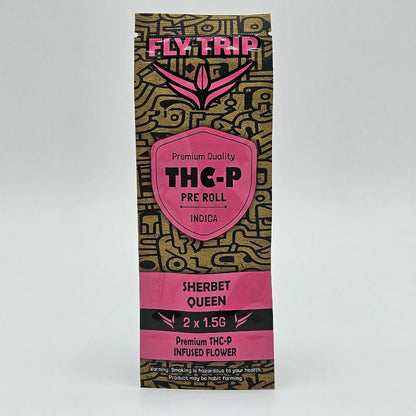 FLY TRIP
Premium Quality
THC-P
PRE ROLL
INDICA
SHERBET
QUEEN
2 x 1.5G
Premium THC-P
INFUSED FLOWER
Warning: Smoking is hazardous to your health.
Product may be habit forming.